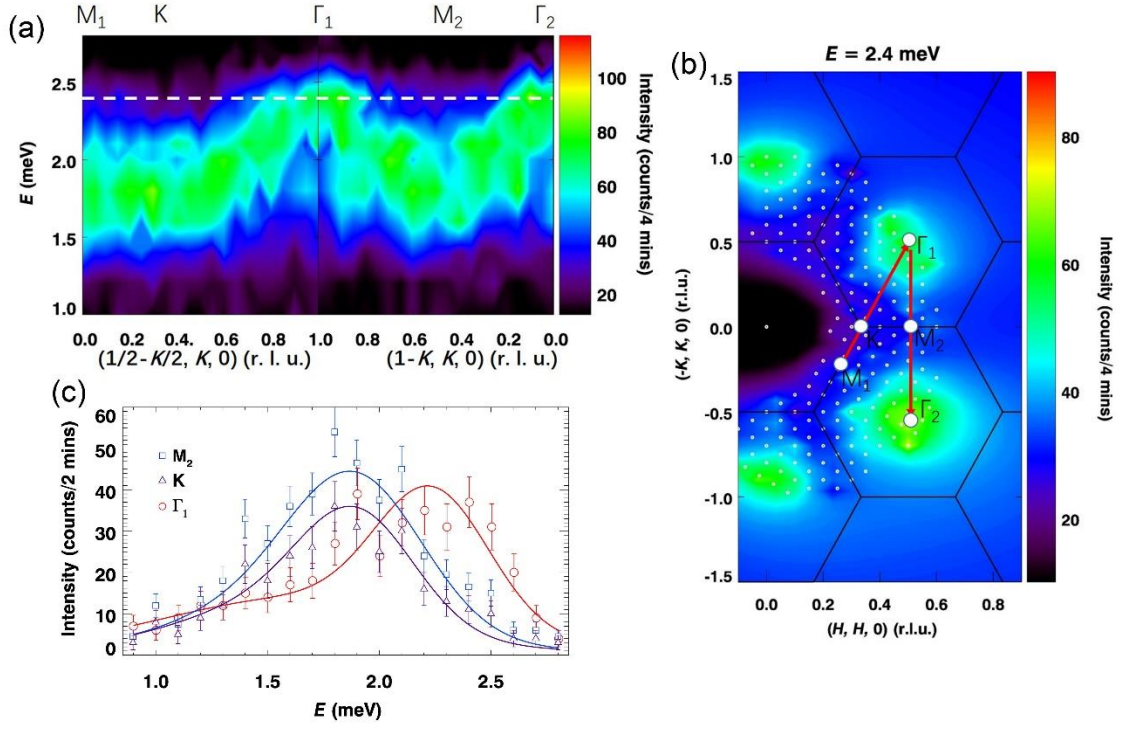 (a)
M₁ K Γ₁ M₂ Γ₂
2.5
2.0
1.5
1.0
E (meV)
0.0 0.2 0.4 0.6 0.8 1.0 0.8 0.6 0.4 0.2 0.0
(1/2-K/2, K, 0) (r. l. u.) (1-K, K, 0) (r. l. u.)
100
80
60
40
20
Intensity (counts/4 mins)
(b)
E = 2.4 meV
1.5
1.0
0.5
0.0
-0.5
-1.0
-1.5
(-K, K, 0) (r.l.u.)
Γ₁
K
M₂
M₁
Γ₂
0.0 0.2 0.4 0.6 0.8
(H, H, 0) (r.l.u.)
80
60
40
20
Intensity (counts/4 mins)
(c)
60
50
40
30
20
10
0
Intensity (counts/2 mins)
M₂
K
Γ₁
1.0 1.5 2.0 2.5
E (meV)